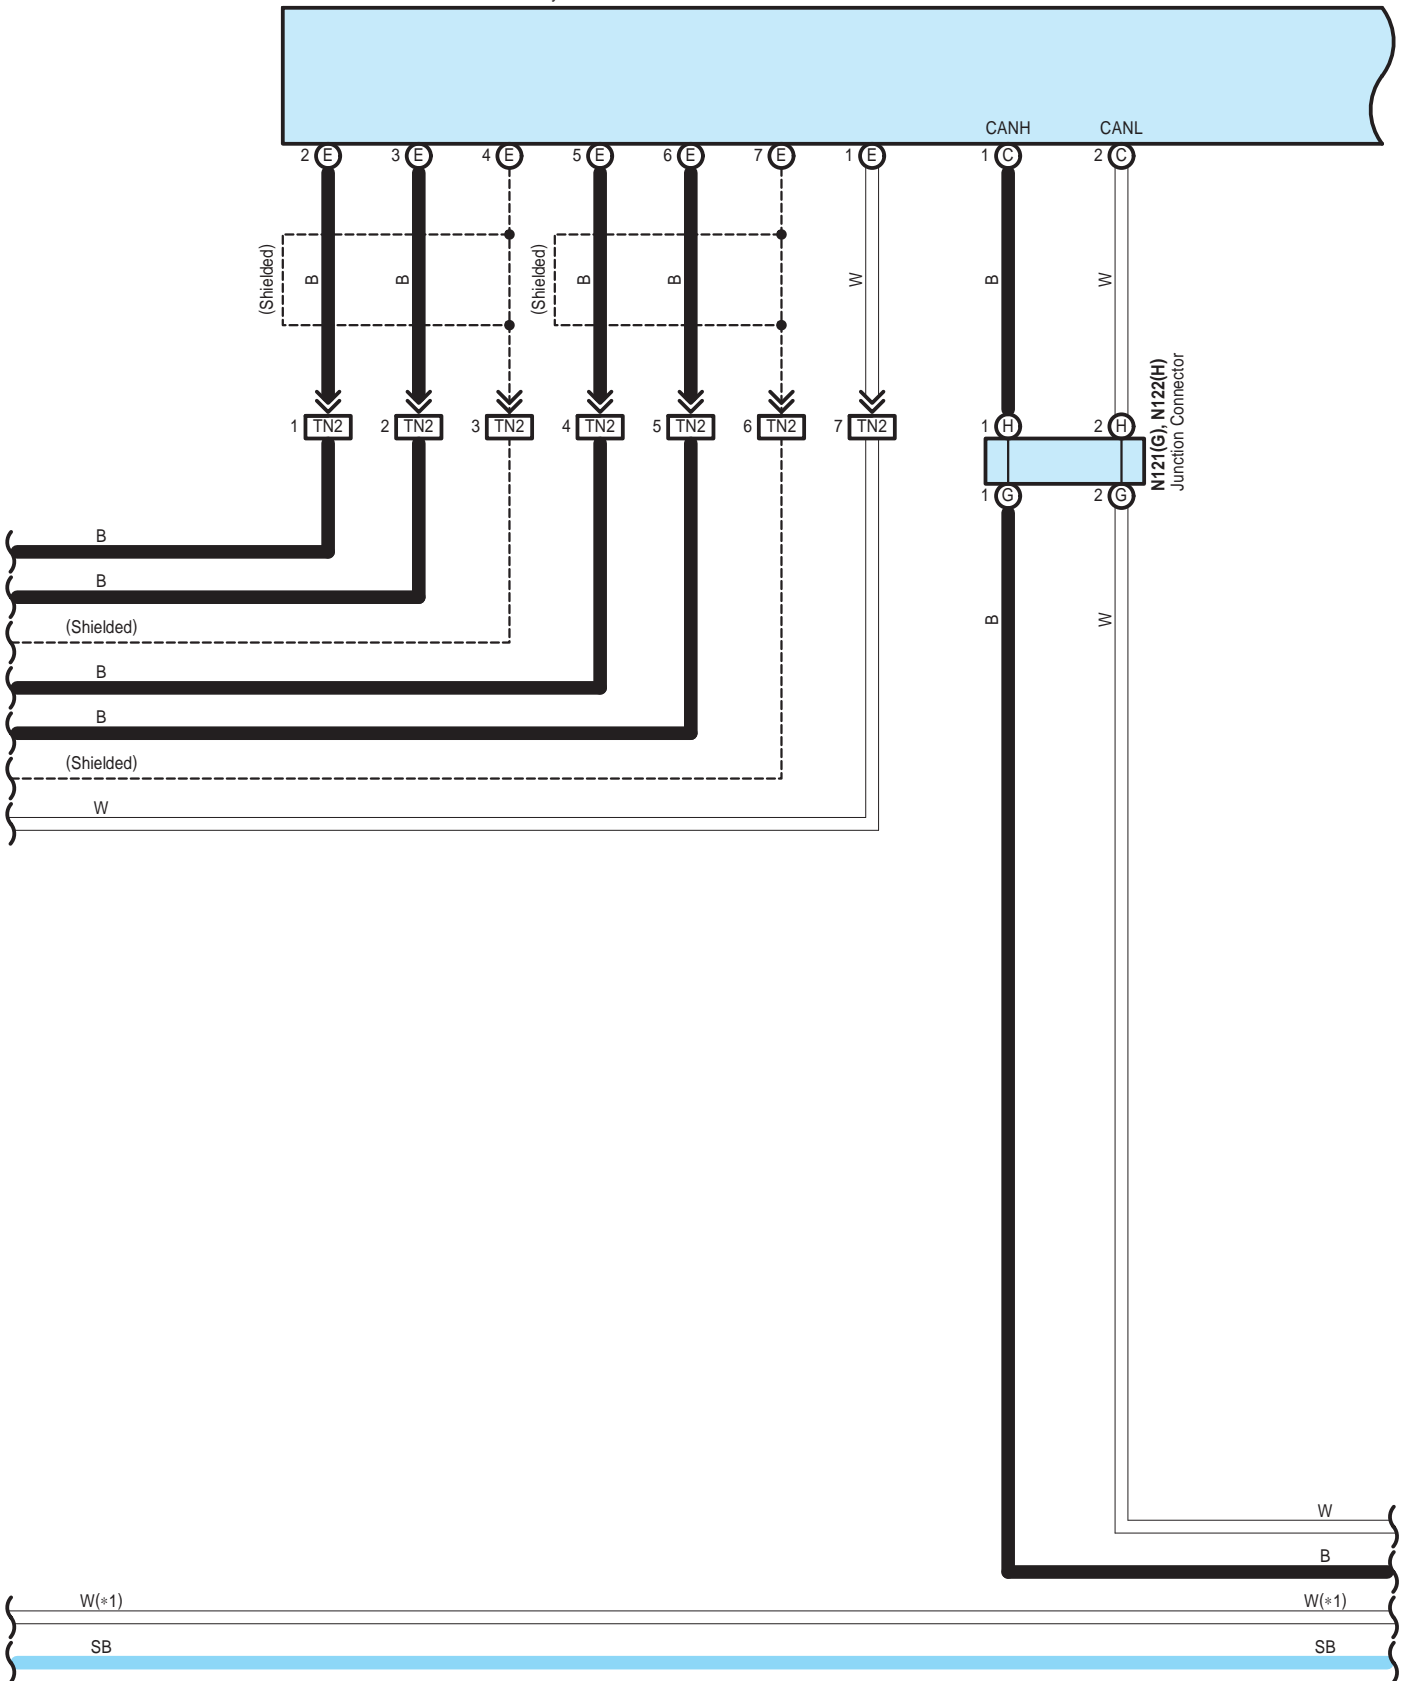 CANH CANL
2 E 3 E 4 E 5 E 6 E 7 E 1 E 1 C 2 C
(Shielded) B B (Shielded) B B W B W
1 TN2 2 TN2 3 TN2 4 TN2 5 TN2 6 TN2 7 TN2 1 H 2 H
N121(G), N122(H)
Junction Connector
1 G 2 G
B
B
(Shielded) B W
B
B
(Shielded)
W
W
B
W(*1) W(*1)
SB SB